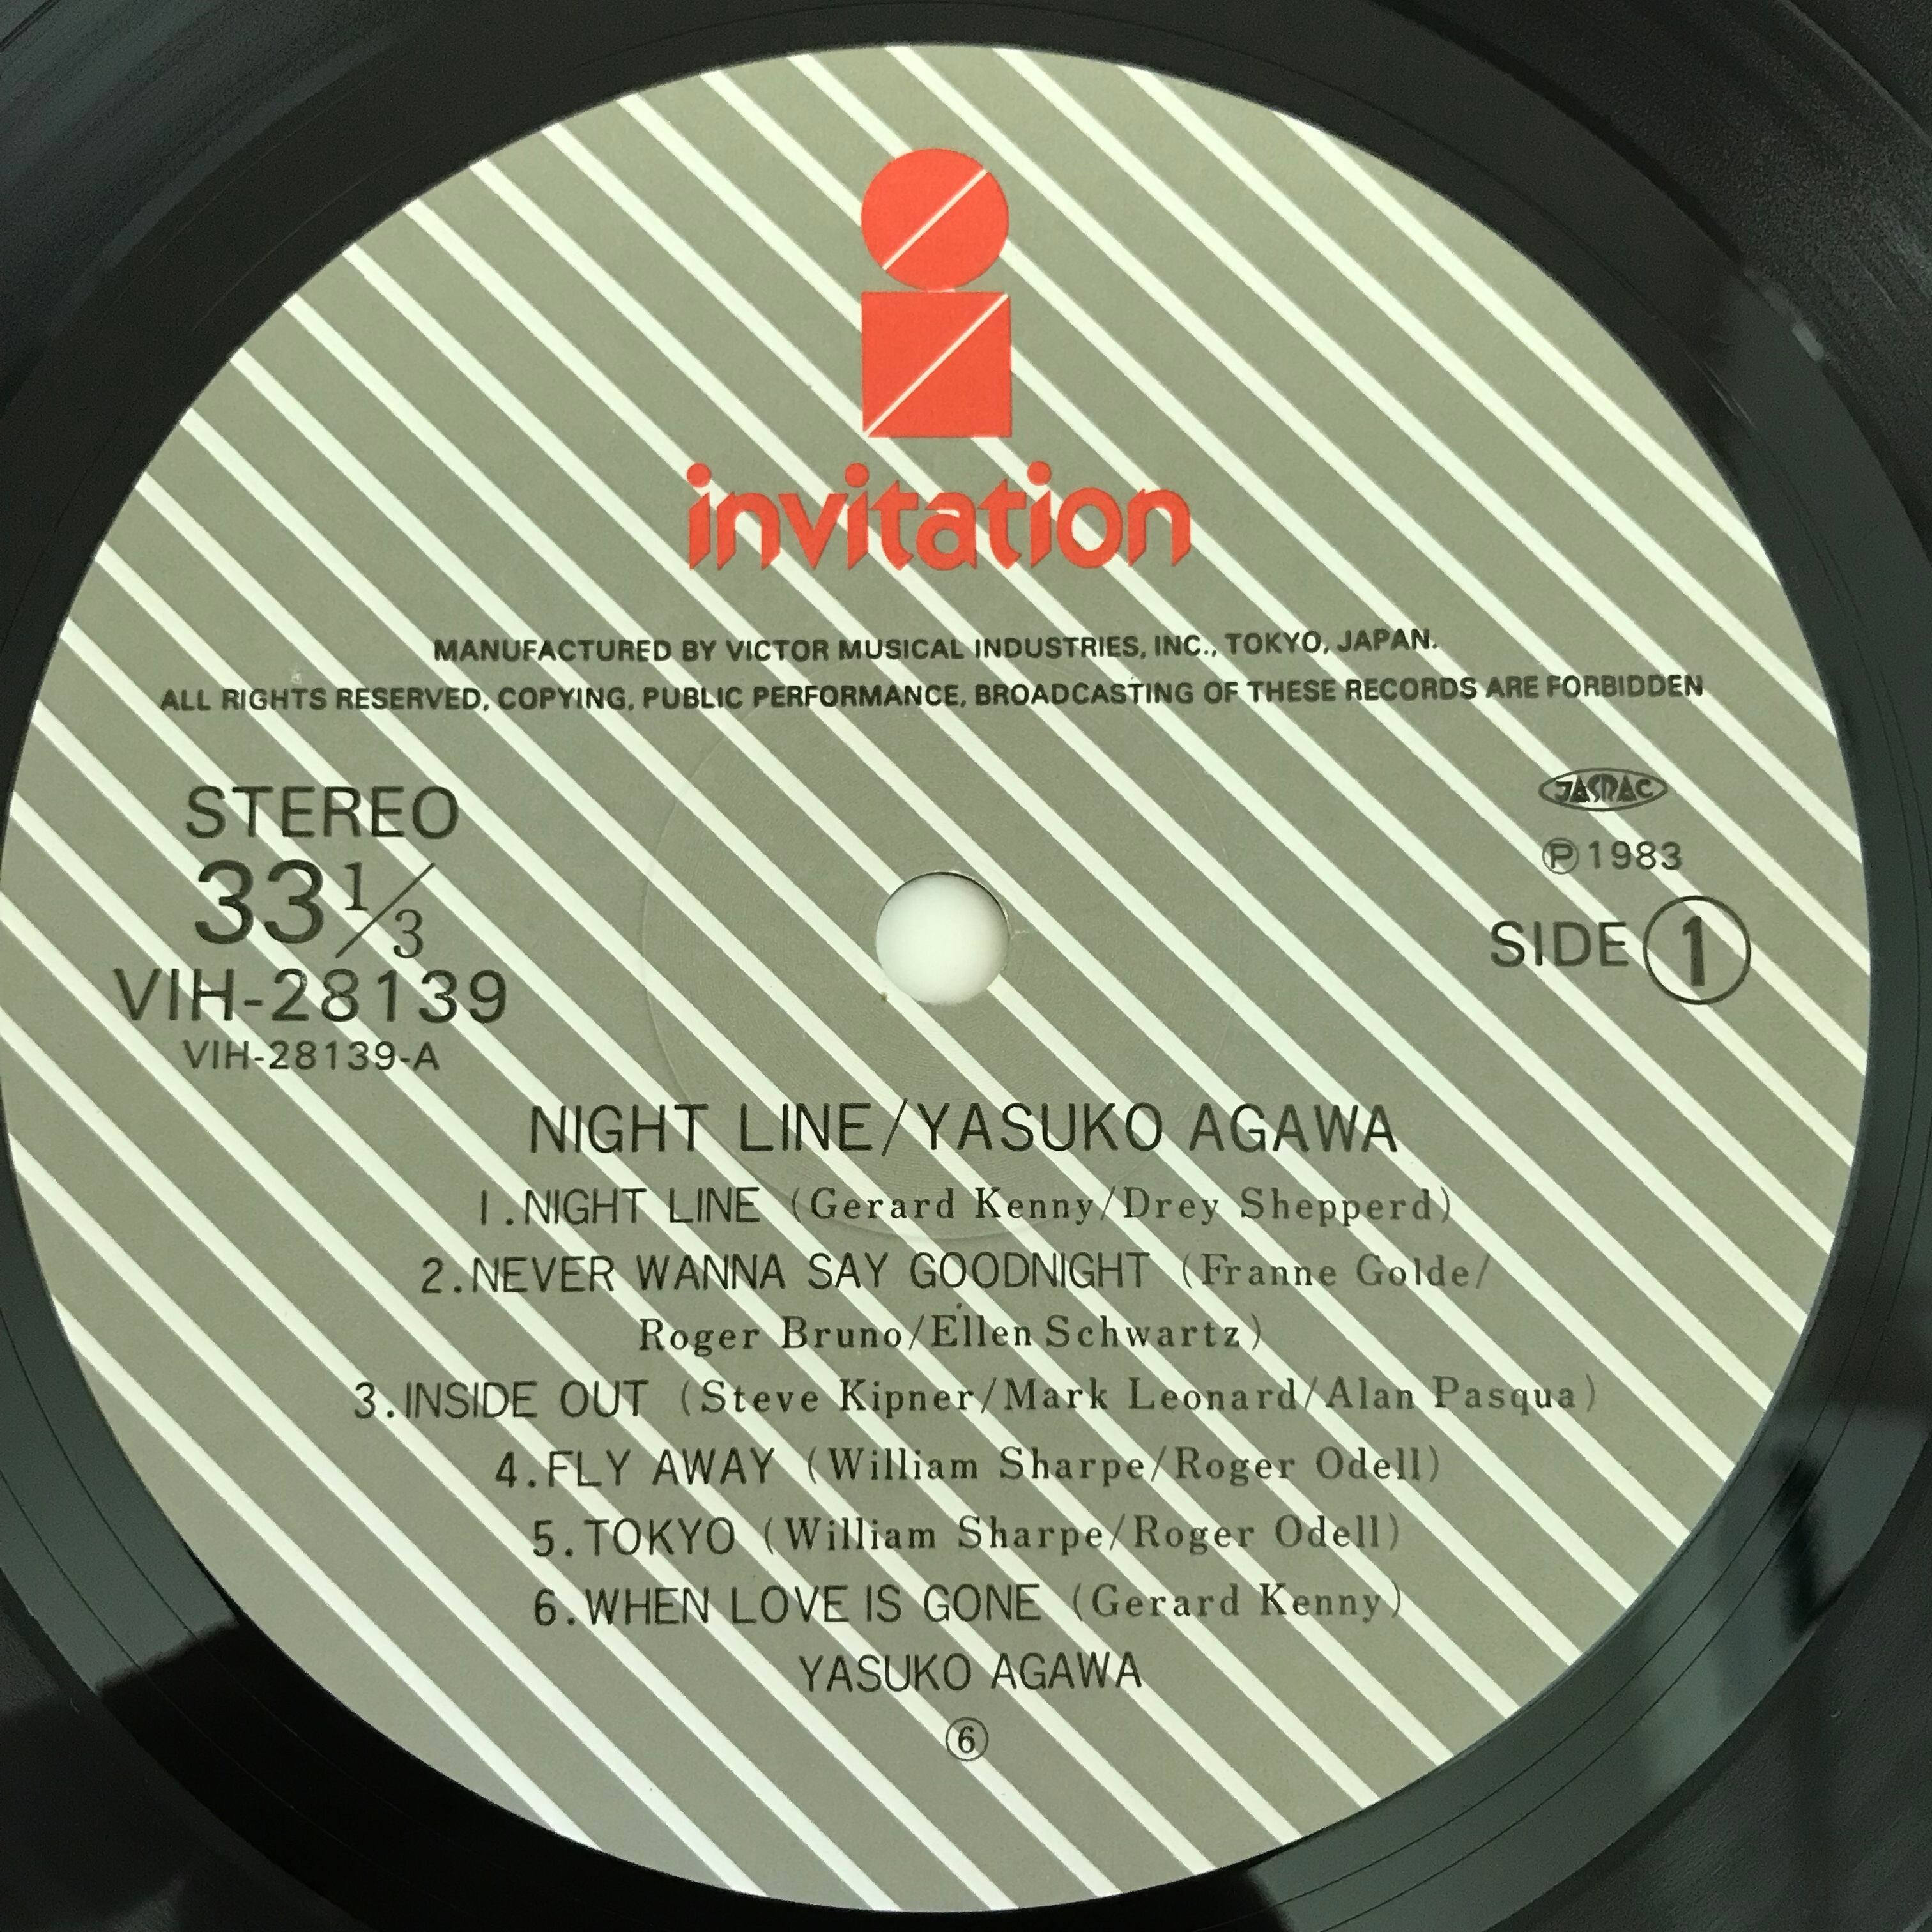 invitation
MANUFACTURED BY VICTOR MUSICAL INDUSTRIES, INC., TOKYO, JAPAN.
ALL RIGHTS RESERVED, COPYING, PUBLIC PERFORMANCE, BROADCASTING OF THESE RECORDS ARE FORBIDDEN
STEREO
33 1/3
VIH-28139
VIH-28139-A
JASRAC
Ⓟ1983
SIDE ①
NIGHT LINE/YASUKO AGAWA
1.NIGHT LINE (Gerard Kenny/Drey Shepperd)
2.NEVER WANNA SAY GOODNIGHT (Franne Golde/
Roger Bruno/Ellen Schwartz)
3.INSIDE OUT (Steve Kipner/Mark Leonard/Alan Pasqua)
4.FLY AWAY (William Sharpe/Roger Odell)
5.TOKYO (William Sharpe/Roger Odell)
6.WHEN LOVE IS GONE (Gerard Kenny)
YASUKO AGAWA
⑥